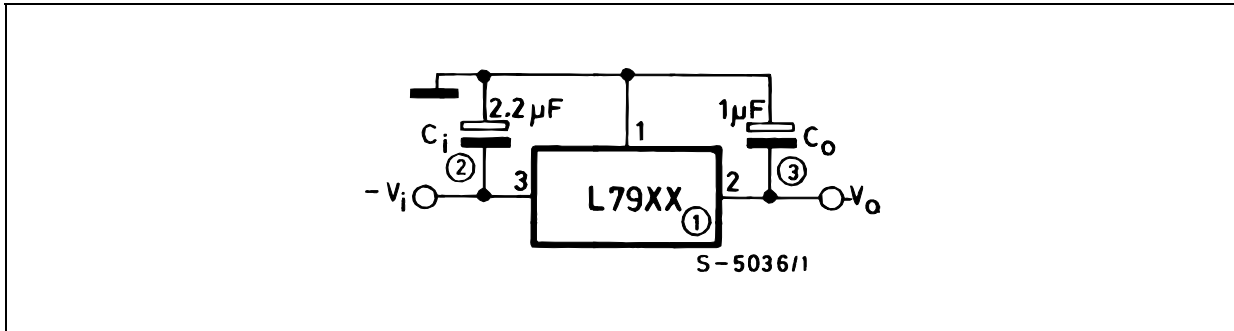 2.2µF
1µF
Ci
1
Co
②
③
-Vi
3
L79XX
①
2
-Vo
S-5036/1